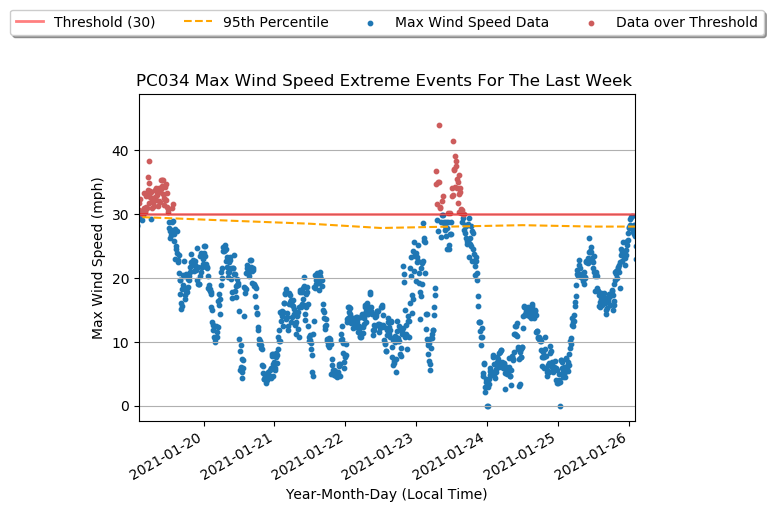 Threshold (30) 95th Percentile Max Wind Speed Data Data over Threshold
PC034 Max Wind Speed Extreme Events For The Last Week
Max Wind Speed (mph)
40
30
20
10
0
2021-01-20 2021-01-21 2021-01-22 2021-01-23 2021-01-24 2021-01-25 2021-01-26
Year-Month-Day (Local Time)